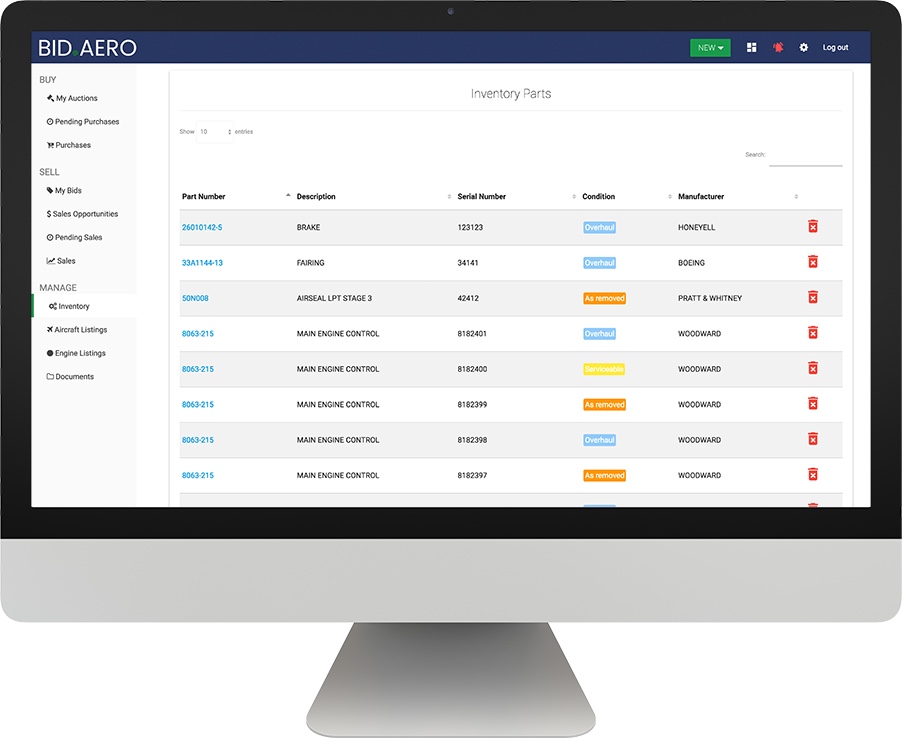 BID.AERO
NEW
Log out
BUY
My Auctions
Pending Purchases
Purchases
SELL
My Bids
$ Sales Opportunities
Pending Sales
Sales
MANAGE
Inventory
Aircraft Listings
Engine Listings
Documents
Inventory Parts
Show 10 entries
Search:
Part Number Description Serial Number Condition Manufacturer
26010142-5 BRAKE 123123 Overhaul HONEYELL
33A1144-13 FAIRING 34141 Overhaul BOEING
50N008 AIRSEAL LPT STAGE 3 42412 As removed PRATT & WHITNEY
8063-215 MAIN ENGINE CONTROL 8182401 Overhaul WOODWARD
8063-215 MAIN ENGINE CONTROL 8182400 Serviceable WOODWARD
8063-215 MAIN ENGINE CONTROL 8182399 As removed WOODWARD
8063-215 MAIN ENGINE CONTROL 8182398 Overhaul WOODWARD
8063-215 MAIN ENGINE CONTROL 8182397 As removed WOODWARD